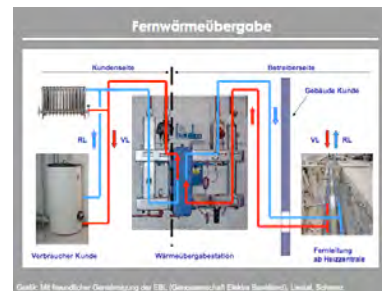 Fernwärmeübergabe
Kundenseite
Betreiberseite
Gebäude Kunde
RL
VL
VL
RL
Verbraucher Kunde
Wärmeübergabestation
Fernleitung
ab Heizzentrale
Grafik: Mit freundlicher Genehmigung der EBL (Genossenschaft Elektra Baselland), Liestal, Schweiz